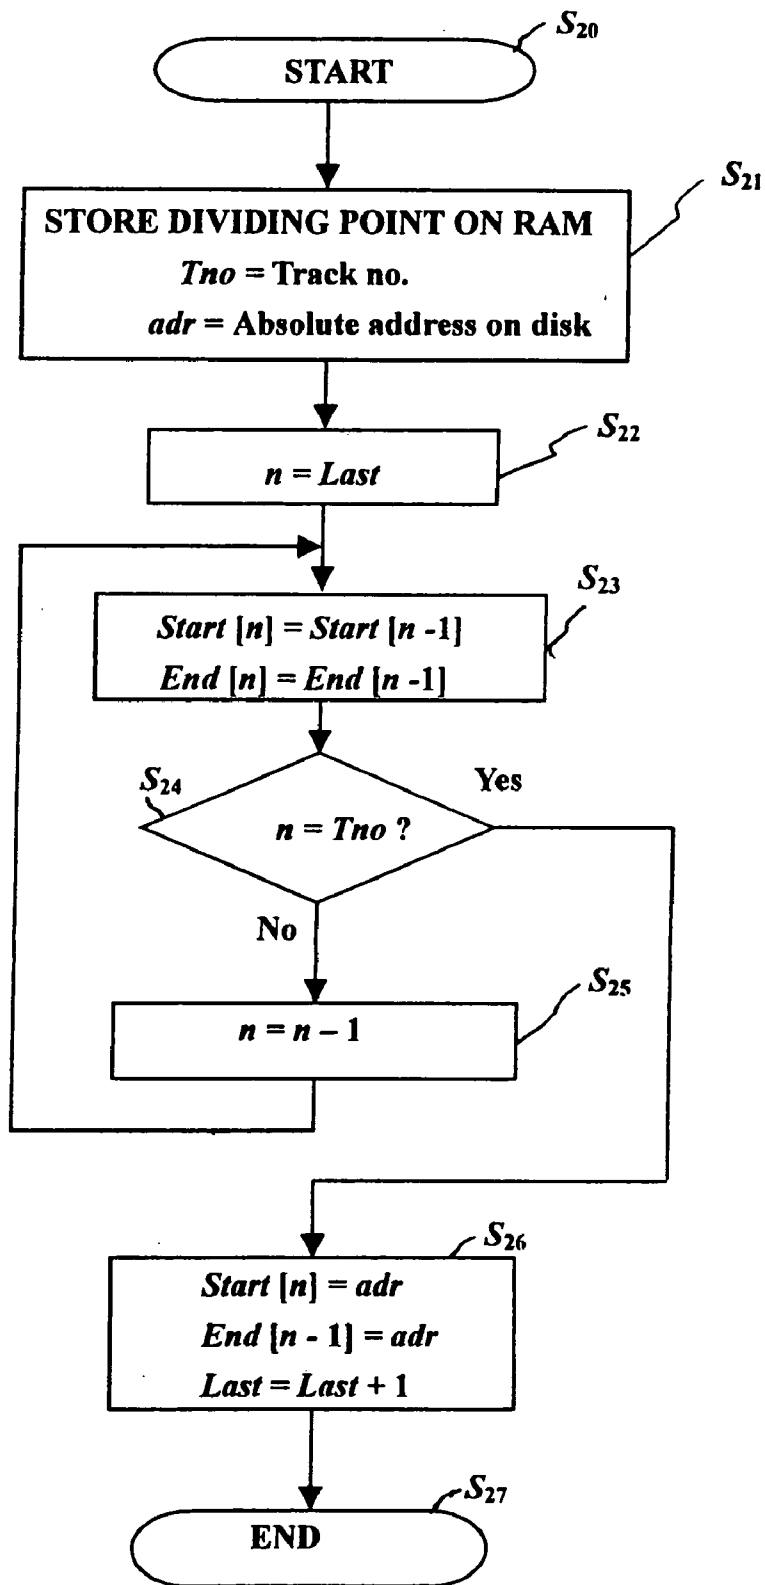 S20
START
S21
STORE DIVIDING POINT ON RAM
Tno = Track no.
adr = Absolute address on disk
S22
n = Last
S23
Start [n] = Start [n -1]
End [n] = End [n -1]
S24
Yes
n = Tno ?
No
S25
n = n – 1
S26
Start [n] = adr
End [n - 1] = adr
Last = Last + 1
S27
END